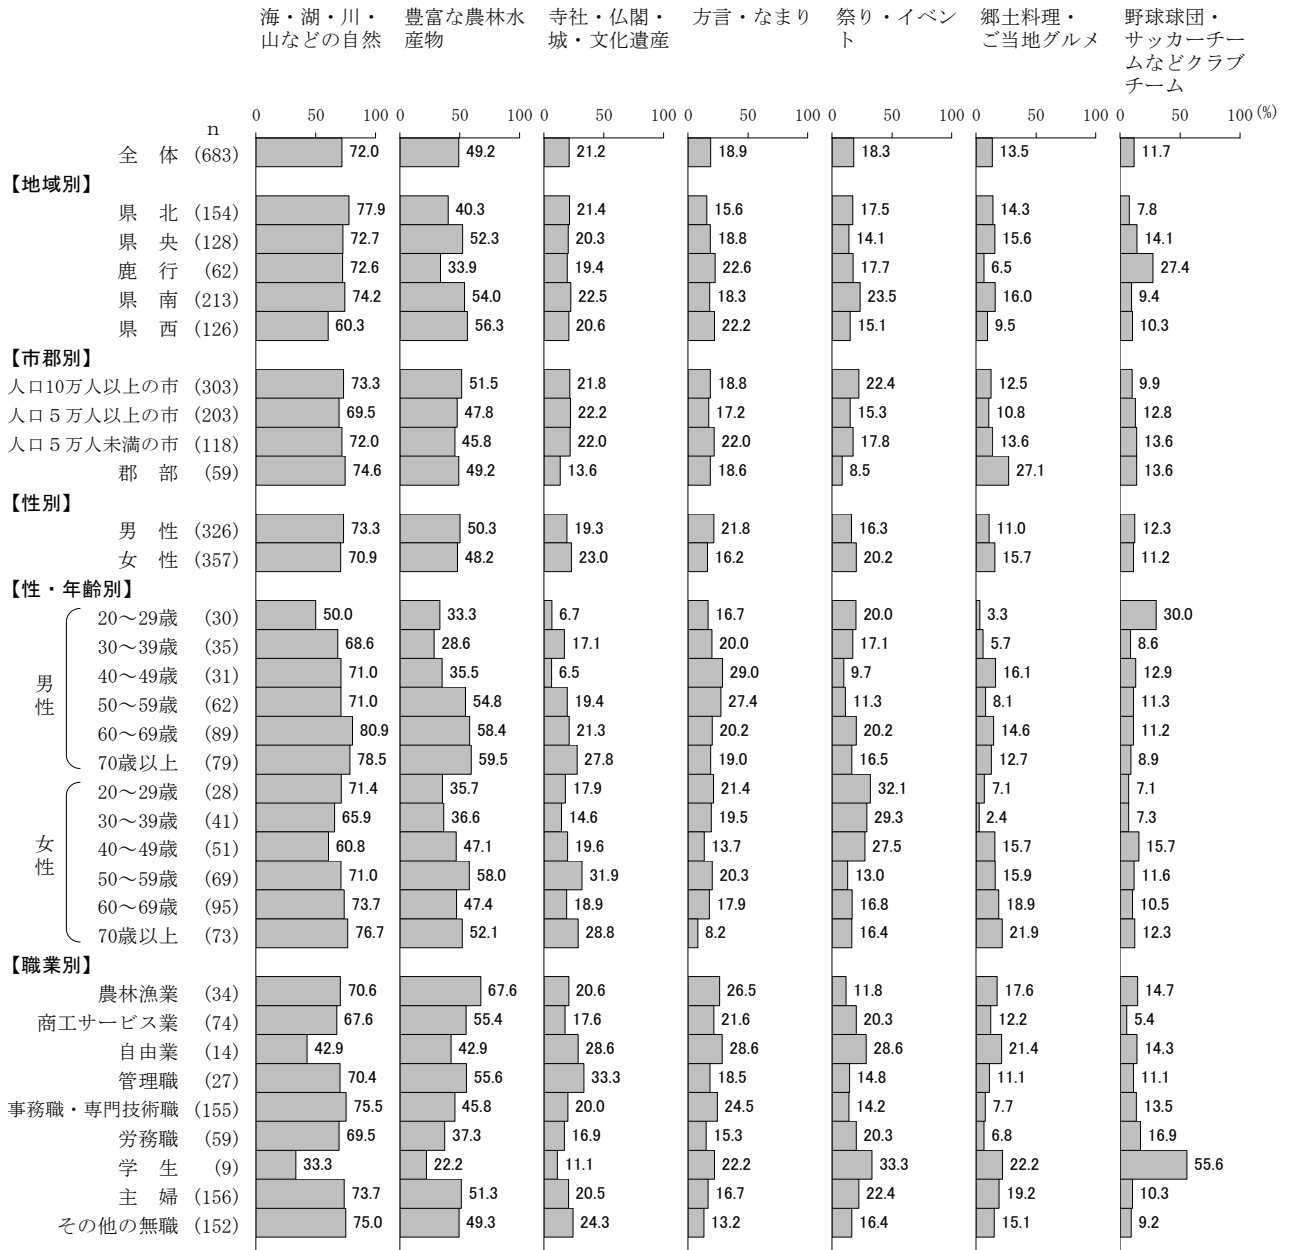 海・湖・川・
山などの自然
豊富な農林水
産物
寺社・仏閣・
城・文化遺産
方言・なまり
祭り・イベン
ト
郷土料理・
ご当地グルメ
野球球団・
サッカーチー
ムなどクラブ
チーム
n 0 50 100 0 50 100 0 50 100 0 50 100 0 50 100 0 50 100 0 50 100 (%)
全 体 (683) 72.0 49.2 21.2 18.9 18.3 13.5 11.7
【地域別】
県 北 (154) 77.9 40.3 21.4 15.6 17.5 14.3 7.8
県 央 (128) 72.7 52.3 20.3 18.8 14.1 15.6 14.1
鹿 行 (62) 72.6 33.9 19.4 22.6 17.7 6.5 27.4
県 南 (213) 74.2 54.0 22.5 18.3 23.5 16.0 9.4
県 西 (126) 60.3 56.3 20.6 22.2 15.1 9.5 10.3
【市郡別】
人口10万人以上の市 (303) 73.3 51.5 21.8 18.8 22.4 12.5 9.9
人口５万人以上の市 (203) 69.5 47.8 22.2 17.2 15.3 10.8 12.8
人口５万人未満の市 (118) 72.0 45.8 22.0 22.0 17.8 13.6 13.6
郡 部 (59) 74.6 49.2 13.6 18.6 8.5 27.1 13.6
【性別】
男 性 (326) 73.3 50.3 19.3 21.8 16.3 11.0 12.3
女 性 (357) 70.9 48.2 23.0 16.2 20.2 15.7 11.2
【性・年齢別】
男性
20～29歳 (30) 50.0 33.3 6.7 16.7 20.0 3.3 30.0
30～39歳 (35) 68.6 28.6 17.1 20.0 17.1 5.7 8.6
40～49歳 (31) 71.0 35.5 6.5 29.0 9.7 16.1 12.9
50～59歳 (62) 71.0 54.8 19.4 27.4 11.3 8.1 11.3
60～69歳 (89) 80.9 58.4 21.3 20.2 20.2 14.6 11.2
70歳以上 (79) 78.5 59.5 27.8 19.0 16.5 12.7 8.9
女性
20～29歳 (28) 71.4 35.7 17.9 21.4 32.1 7.1 7.1
30～39歳 (41) 65.9 36.6 14.6 19.5 29.3 2.4 7.3
40～49歳 (51) 60.8 47.1 19.6 13.7 27.5 15.7 15.7
50～59歳 (69) 71.0 58.0 31.9 20.3 13.0 15.9 11.6
60～69歳 (95) 73.7 47.4 18.9 17.9 16.8 18.9 10.5
70歳以上 (73) 76.7 52.1 28.8 8.2 16.4 21.9 12.3
【職業別】
農林漁業 (34) 70.6 67.6 20.6 26.5 11.8 17.6 14.7
商工サービス業 (74) 67.6 55.4 17.6 21.6 20.3 12.2 5.4
自由業 (14) 42.9 42.9 28.6 28.6 28.6 21.4 14.3
管理職 (27) 70.4 55.6 33.3 18.5 14.8 11.1 11.1
事務職・専門技術職 (155) 75.5 45.8 20.0 24.5 14.2 7.7 13.5
労務職 (59) 69.5 37.3 16.9 15.3 20.3 6.8 16.9
学 生 (9) 33.3 22.2 11.1 22.2 33.3 22.2 55.6
主 婦 (156) 73.7 51.3 20.5 16.7 22.4 19.2 10.3
その他の無職 (152) 75.0 49.3 24.3 13.2 16.4 15.1 9.2